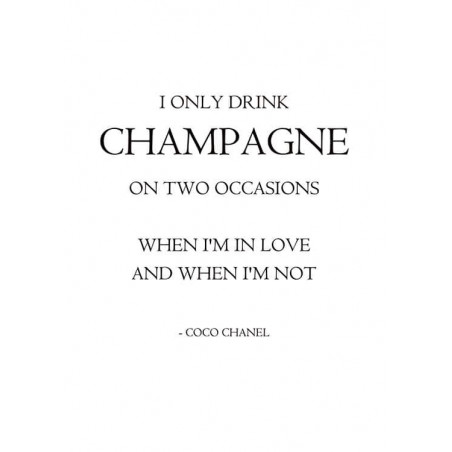 I ONLY DRINK
CHAMPAGNE
ON TWO OCCASIONS
WHEN I'M IN LOVE
AND WHEN I'M NOT
- COCO CHANEL